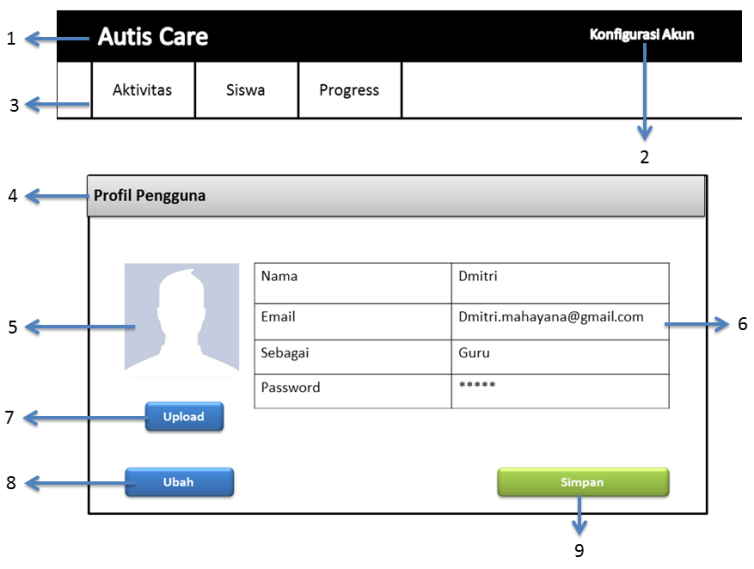 1 Autis Care Konfigurasi Akun
3 Aktivitas Siswa Progress
2
4 Profil Pengguna
Nama Dmitri
5 Email Dmitri.mahayana@gmail.com 6
Sebagai Guru
Password *****
7 Upload
8 Ubah Simpan
9